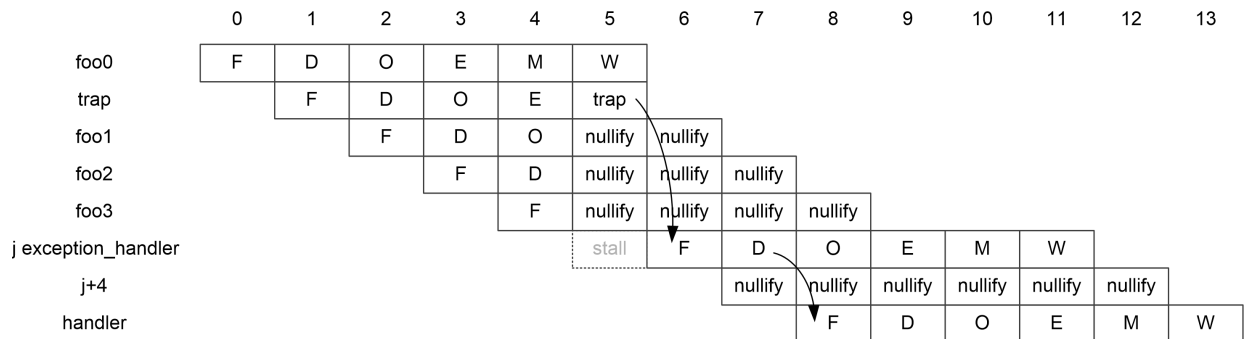 0 1 2 3 4 5 6 7 8 9 10 11 12 13
foo0 F D O E M W
trap F D O E trap
foo1 F D O nullify nullify
foo2 F D nullify nullify nullify
foo3 F nullify nullify nullify nullify
j exception_handler stall F D O E M W
j+4 nullify nullify nullify nullify nullify nullify
handler F D O E M W